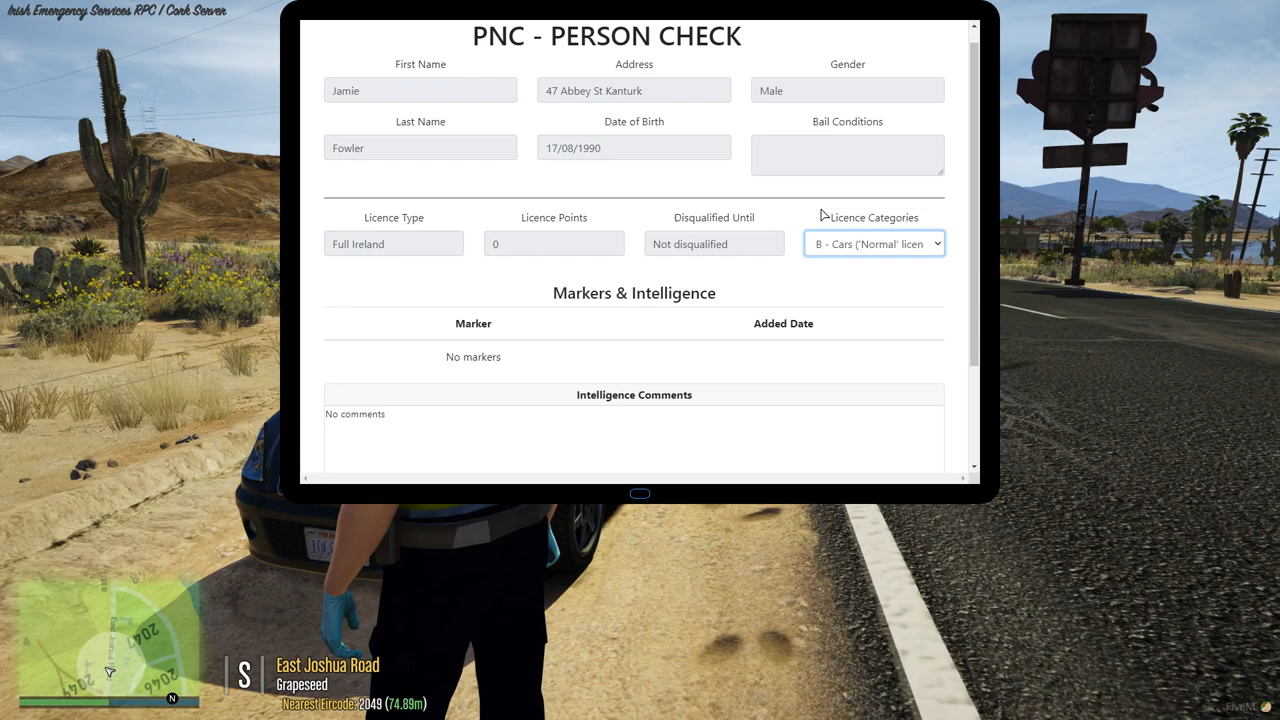 Irish Emergency Services RPC / Cork Server
PNC - PERSON CHECK
First Name
Address
Gender
Jamie
47 Abbey St Kanturk
Male
Last Name
Date of Birth
Bail Conditions
Fowler
17/08/1990
Licence Type
Licence Points
Disqualified Until
Licence Categories
Full Ireland
0
Not disqualified
B - Cars ('Normal' licen
Markers & Intelligence
Marker
Added Date
No markers
Intelligence Comments
No comments
2047
2046
N
S
East Joshua Road
Grapeseed
Nearest Eircode: 2049 (74.89m)
FiveM